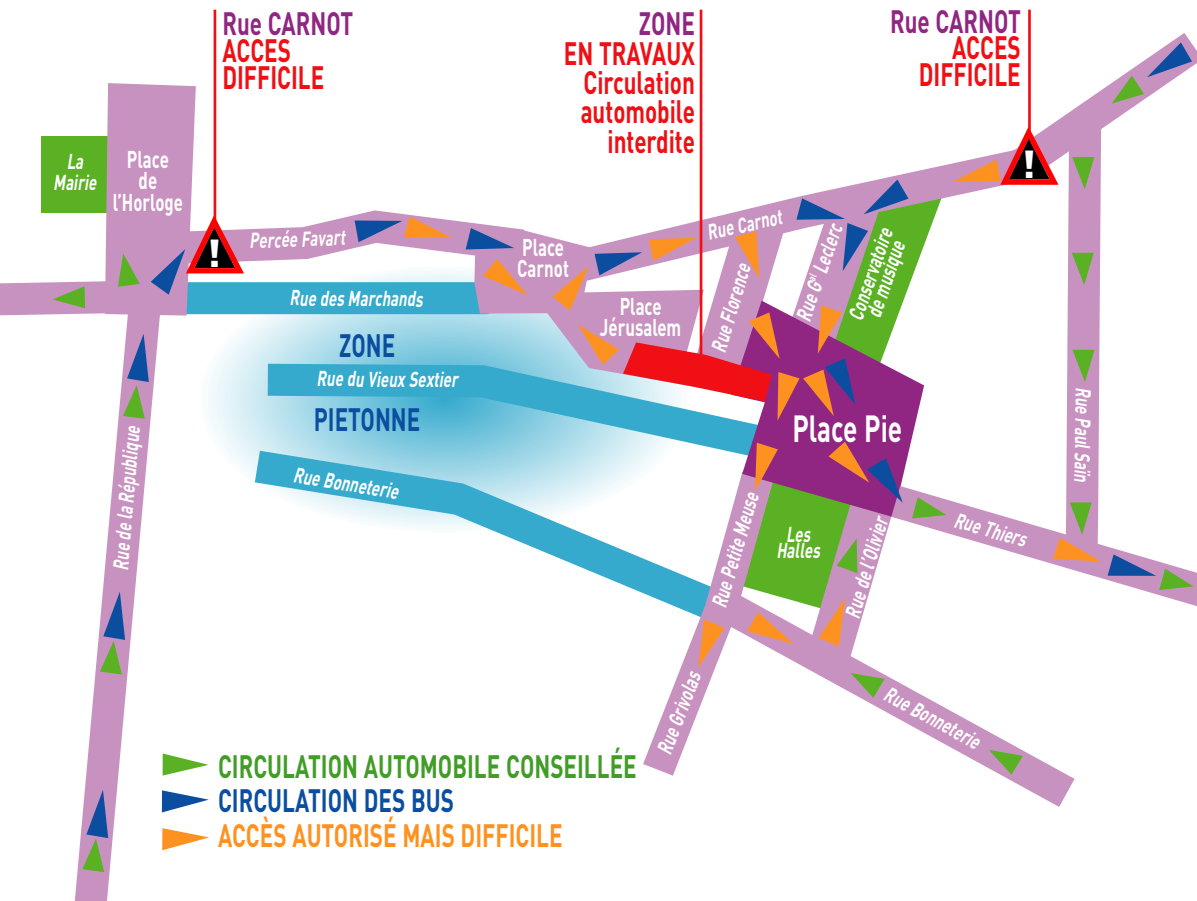 Rue CARNOT
ACCES
DIFFICILE
ZONE
EN TRAVAUX
Circulation
automobile
interdite
Rue CARNOT
ACCES
DIFFICILE
!
La
Mairie
Place
de
l'Horloge
!
Percée Favart
Place
Carnot
Rue Carnot
Rue Gal Leclerc
Conservatoire
de musique
Rue des Marchands
Place
Jérusalem
Rue Florence
ZONE
Rue du Vieux Sextier
PIETONNE
Place Pie
Rue Paul Saïn
Rue Bonneterie
Rue de la République
Rue Petite Meuse
Les
Halles
Rue de l'Olivier
Rue Thiers
Rue Grivolas
Rue Bonneterie
CIRCULATION AUTOMOBILE CONSEILLÉE
CIRCULATION DES BUS
ACCÈS AUTORISÉ MAIS DIFFICILE